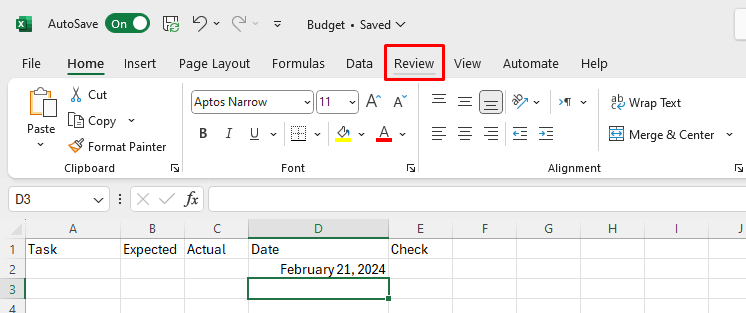 AutoSave On Budget • Saved
File Home Insert Page Layout Formulas Data Review View Automate Help
Cut
Aptos Narrow 11 A A ab Wrap Text
Paste Copy
B I U A Merge & Center
Format Painter
Clipboard Font Alignment
D3 fx
A B C D E F G H I J
1 Task Expected Actual Date Check
2 February 21, 2024
3
4